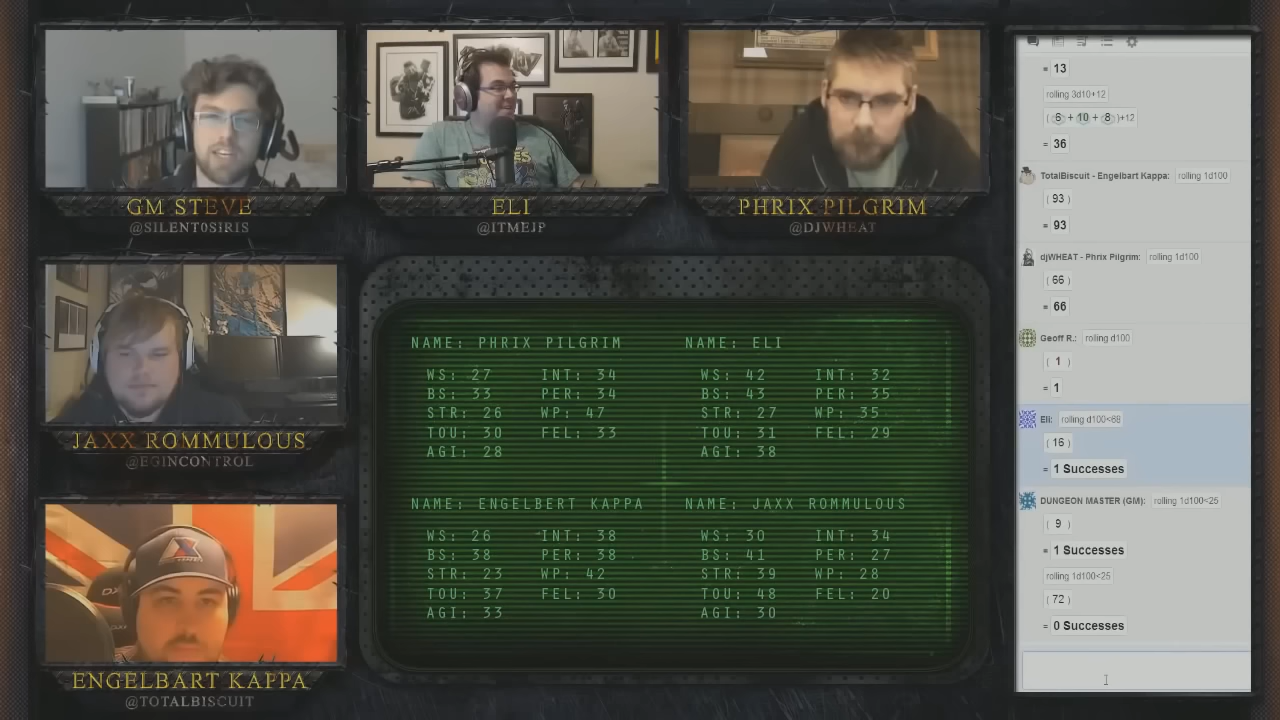 GM STEVE
@SILENT0SIRIS
ELI
@ITMEJP
PHRIX PILGRIM
@DJWHEAT
JAXX ROMMULOUS
@EGINCONTROL
ENGELBART KAPPA
@TOTALBISCUIT
NAME: PHRIX PILGRIM
WS: 27 INT: 34
BS: 33 PER: 34
STR: 26 WP: 47
TOU: 30 FEL: 33
AGI: 28
NAME: ELI
WS: 42 INT: 32
BS: 43 PER: 35
STR: 27 WP: 35
TOU: 31 FEL: 29
AGI: 38
NAME: ENGELBERT KAPPA
WS: 26 INT: 38
BS: 38 PER: 38
STR: 23 WP: 42
TOU: 37 FEL: 30
AGI: 33
NAME: JAXX ROMMULOUS
WS: 30 INT: 34
BS: 41 PER: 27
STR: 39 WP: 28
TOU: 48 FEL: 20
AGI: 30
= 13
rolling 3d10+12
( 6 + 10 + 8 )+12
= 36
TotalBiscuit - Engelbart Kappa: rolling 1d100
( 93 )
= 93
djWHEAT - Phrix Pilgrim: rolling 1d100
( 66 )
= 66
Geoff R.: rolling d100
( 1 )
= 1
Eli: rolling d100<68
( 16 )
= 1 Successes
DUNGEON MASTER (GM): rolling 1d100<25
( 9 )
= 1 Successes
rolling 1d100<25
( 72 )
= 0 Successes